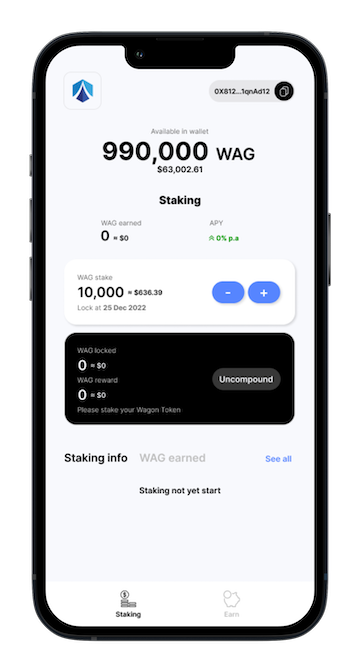 0X812...1qnAd12
Available in wallet
990,000 WAG
$63,002.61
Staking
WAG earned
0 ≈ $0
APY
0% p.a
WAG stake
10,000 ≈ $636.39
Lock at 25 Dec 2022
-
+
WAG locked
0 ≈ $0
WAG reward
0 ≈ $0
Please stake your Wagon Token
Uncompound
Staking info
WAG earned
See all
Staking not yet start
Staking
Earn